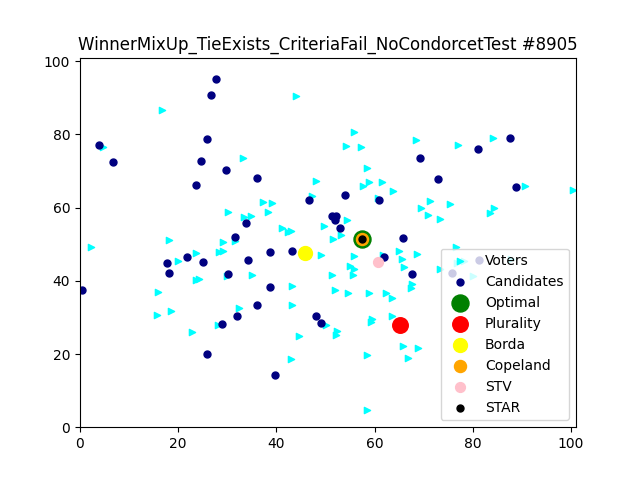 WinnerMixUp_TieExists_CriteriaFail_NoCondorcetTest #8905
100
80
60
40
20
0
0 20 40 60 80 100
Voters
Candidates
Optimal
Plurality
Borda
Copeland
STV
STAR